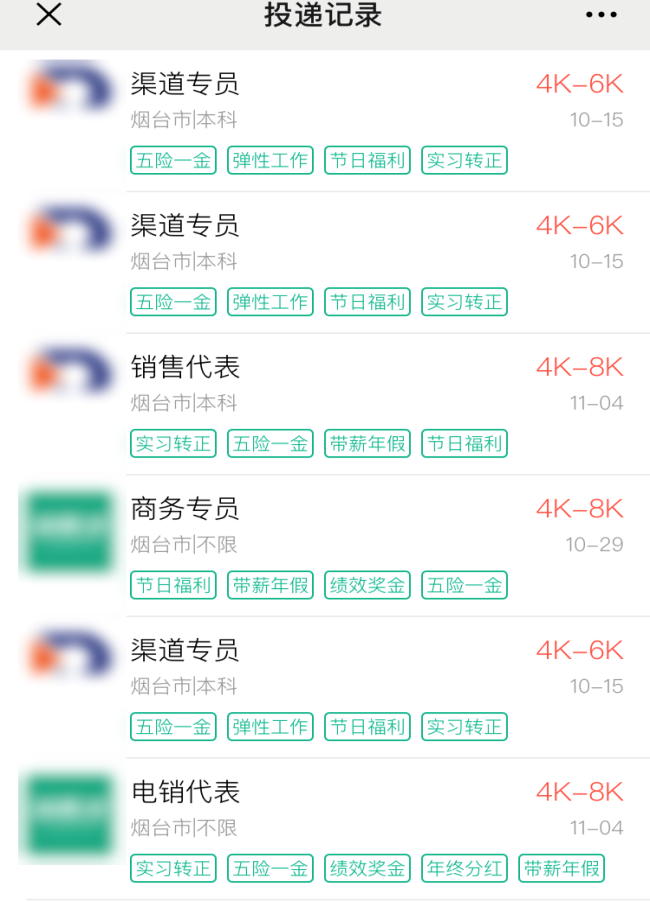 投递记录
渠道专员 4K-6K
烟台市|本科 10-15
五险一金 弹性工作 节日福利 实习转正
渠道专员 4K-6K
烟台市|本科 10-15
五险一金 弹性工作 节日福利 实习转正
销售代表 4K-8K
烟台市|本科 11-04
实习转正 五险一金 带薪年假 节日福利
商务专员 4K-8K
烟台市|不限 10-29
节日福利 带薪年假 绩效奖金 五险一金
渠道专员 4K-6K
烟台市|本科 10-15
五险一金 弹性工作 节日福利 实习转正
电销代表 4K-8K
烟台市|不限 11-04
实习转正 五险一金 绩效奖金 年终分红 带薪年假